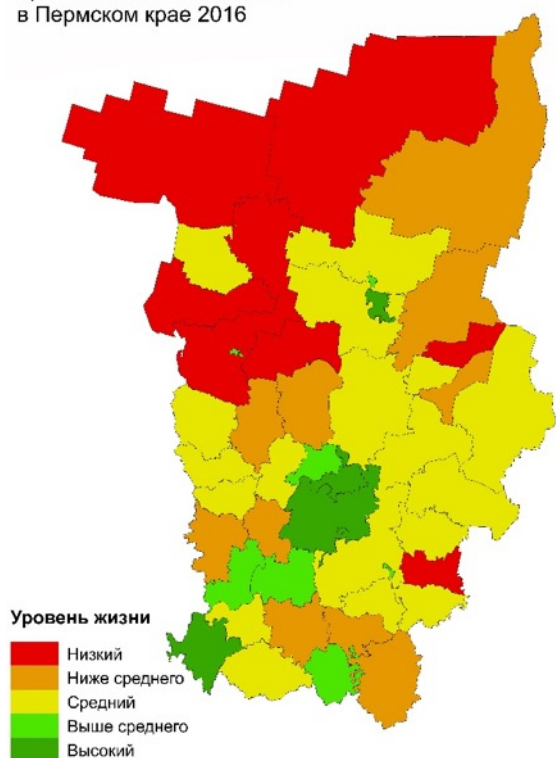 в Пермском крае 2016
Уровень жизни
Низкий
Ниже среднего
Средний
Выше среднего
Высокий